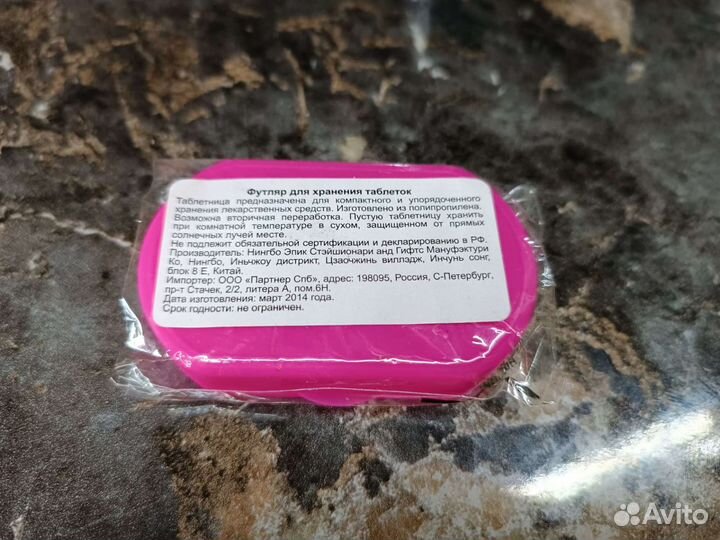 Футляр для хранения таблеток
Таблетница предназначена для компактного и упорядоченного
хранения лекарственных средств. Изготовлено из полипропилена.
Возможна вторичная переработка. Пустую таблетницу хранить
при комнатной температуре в сухом, защищенном от прямых
солнечных лучей месте.
Не подлежит обязательной сертификации и декларированию в РФ.
Производитель: Нингбо Эпик Стэйшионари анд Гифтс Мануфэктури
Ко, Нингбо, Иньчжоу дистрикт, Цзаочжинь виллэдж, Инчунь сонг,
блок 8 Е, Китай.
Импортер: ООО «Партнер Спб», адрес: 198095, Россия, С-Петербург,
пр-т Стачек, 2/2, литера А, пом.6Н.
Дата изготовления: март 2014 года.
Срок годности: не ограничен.
Avito